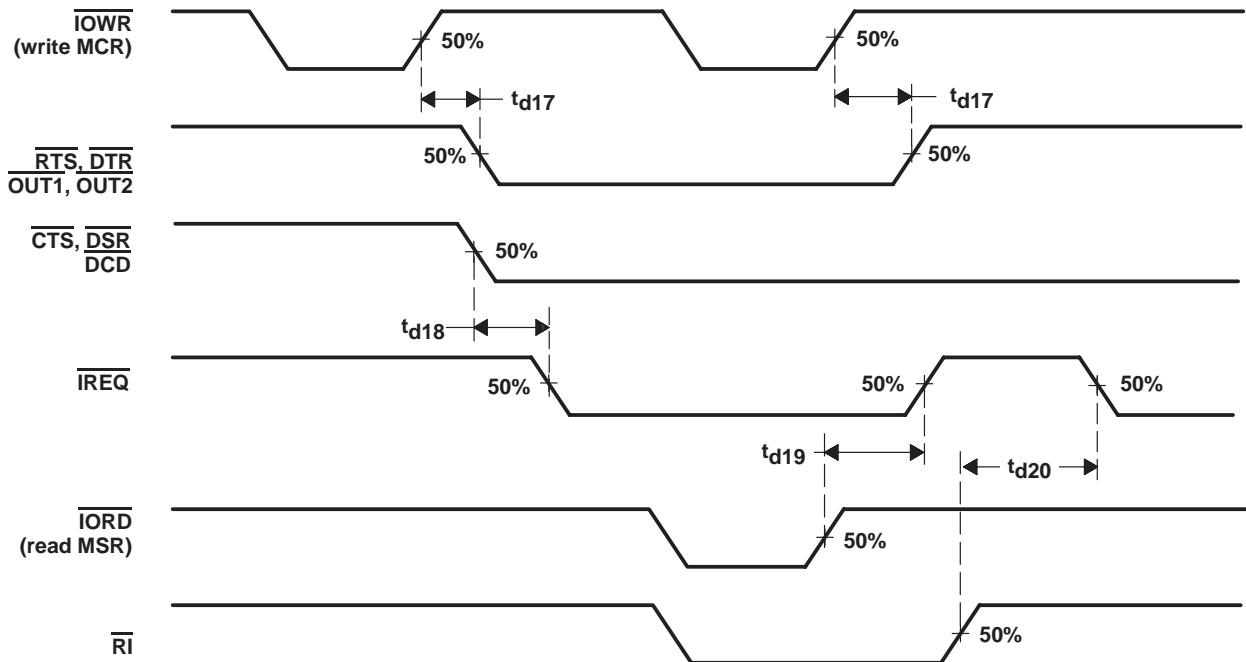 IOWR
(write MCR)
50%
50%
td17
td17
RTS, DTR
OUT1, OUT2
50%
50%
CTS, DSR
DCD
50%
td18
IREQ
50%
50%
50%
td19
td20
IORD
(read MSR)
50%
RI
50%